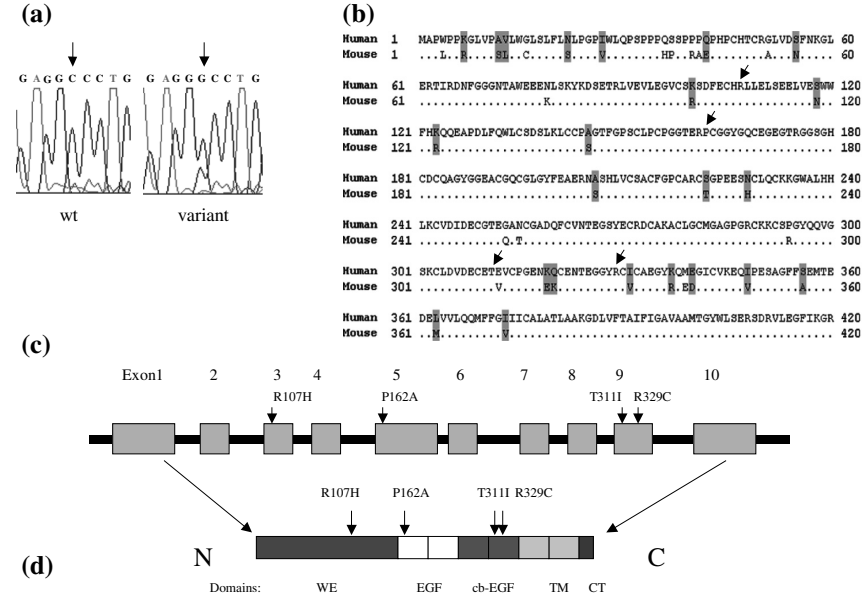 (a)
G A G G C C C T G
G A G G G C C T G
wt
variant
(b)
Human 1 MAPWPPKGLVPAVLWGLSLFLNLPGPIWLQPSPPPQSSPPPQPHPCHTCRGLVDSFNKGL 60
Mouse 1 ...L..R....SL.C......N....V........HP..RAE........A...N..... 60
Human 61 ERTIRDNFGGGNTAWEEENLSKYKDSETRLVEVLEGVCSKSDFECHRLLELSEELVESWW 120
Mouse 61 ..................K....................R.................N.. 120
Human 121 FHKQQEAPDLFQWLCSDSLKLCCPAGTFGPSCLPCPGGTERPCGGYGQCEGEGTRGGSGH 180
Mouse 121 ..R.....................S................................... 180
Human 181 CDCQAGYGGEACGQCGLGYFEAERNASHLVCSACFGPCARCSGPEESNCLQCKKGWALHH 240
Mouse 181 .........................S...............T.....H............ 240
Human 241 LKCVDIDECGTEGANCGADQFCVNTEGSYECRDCAKACLGCMGAGPGRCKKCSPGYQQVG 300
Mouse 241 ............Q.T......................................R...... 300
Human 301 SKCLDVDECETEVCPGENKQCENTEGGYRCICAEGYKQMEGICVKEQIPESAGFFSEMTE 360
Mouse 301 ...........V......EK..........V.....R.ED.......V.......A.... 360
Human 361 DELVVLQQMFFGIIICALATLAAKGDLVFTAIFIGAVAAMTGYWLSERSDRVLEGFIKGR 420
Mouse 361 ..M.........V............................................... 420
(c)
Exon1 2 3 4 5 6 7 8 9 10
R107H P162A T311I R329C
R107H P162A T311I R329C
N C
(d)
Domains: WE EGF cb-EGF TM CT